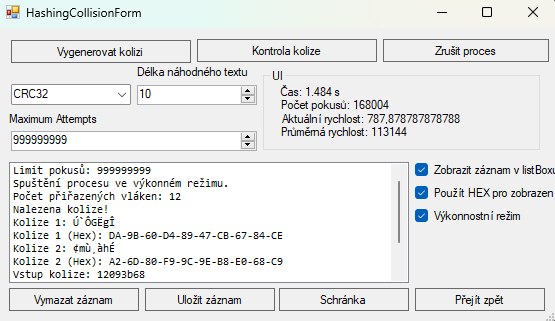 HashingCollisionForm
Vygenerovat kolizi
Kontrola kolize
Zrušit proces
Délka náhodného textu
CRC32
10
Maximum Attempts
999999999
UI
Čas: 1.484 s
Počet pokusů: 168004
Aktuální rychlost: 787,878787878788
Průměrná rychlost: 113144
Limit pokusů: 999999999
Spuštění procesu ve výkonném režimu.
Počet přiřazených vláken: 12
Nalezena kolize!
Kolize 1: Ú`ÔGËgÎ
Kolize 1 (Hex): DA-9B-60-D4-89-47-CB-67-84-CE
Kolize 2: ¢mù¸àhÉ
Kolize 2 (Hex): A2-6D-80-F9-9C-9E-B8-E0-68-C9
Vstup kolize: 12093b68
Zobrazit záznam v listBoxu
Použít HEX pro zobrazen
Výkonnostní režim
Vymazat záznam
Uložit záznam
Schránka
Přejít zpět